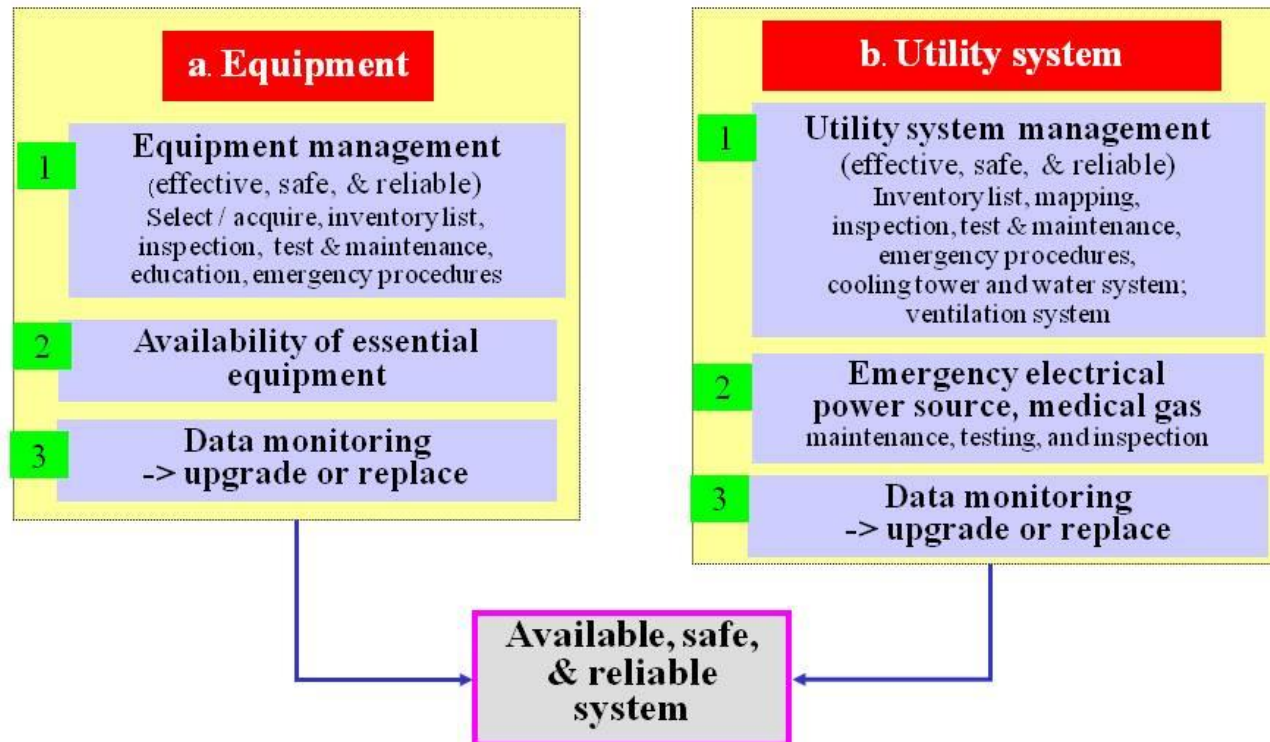 a. Equipment
1
Equipment management
(effective, safe, & reliable)
Select / acquire, inventory list,
inspection, test & maintenance,
education, emergency procedures
2
Availability of essential
equipment
3
Data monitoring
-> upgrade or replace
b. Utility system
1
Utility system management
(effective, safe, & reliable)
Inventory list, mapping,
inspection, test & maintenance,
emergency procedures,
cooling tower and water system;
ventilation system
2
Emergency electrical
power source, medical gas
maintenance, testing, and inspection
3
Data monitoring
-> upgrade or replace
Available, safe,
& reliable
system